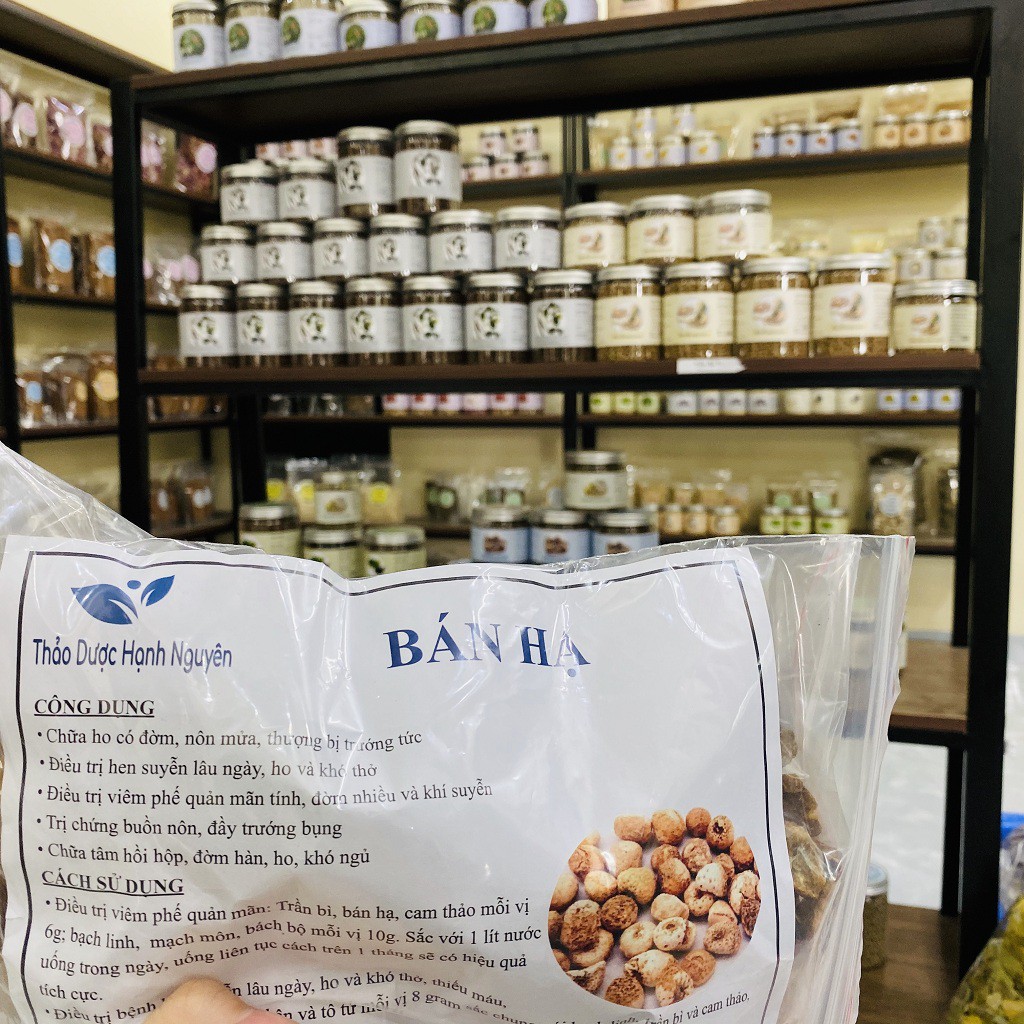 Thảo Dược Hạnh Nguyên
BÁN HẠ
CÔNG DỤNG
• Chữa ho có đờm, nôn mửa, thượng bị trướng tức
• Điều trị hen suyễn lâu ngày, ho và khó thở
• Điều trị viêm phế quản mãn tính, đờm nhiều và khí suyễn
• Trị chứng buồn nôn, đầy trướng bụng
• Chữa tâm hồi hộp, đờm hàn, ho, khó ngủ
CÁCH SỬ DỤNG
• Điều trị viêm phế quản mãn: Trần bì, bán hạ, cam thảo mỗi vị
6g; bạch linh, mạch môn, bách bộ mỗi vị 10g. Sắc với 1 lít nước
uống trong ngày, uống liên tục cách trên 1 tháng sẽ có hiệu quả
tích cực.
• Điều trị bệnh lâu ngày, ho và khó thở, thiếu máu,
và tô tử mỗi vị 8 gram sắc Trần bì và cam thảo,